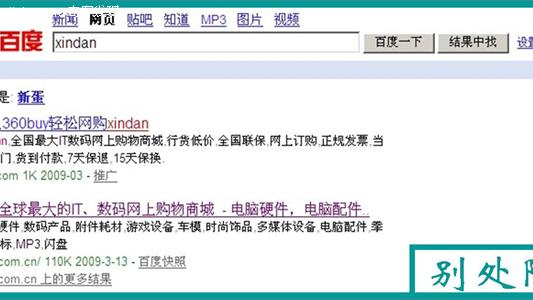 新闻 网页 贴吧 知道 MP3 图片 视频
百度 xindan 百度一下 结果中找 设置
是: 新蛋
360buy轻松网购xindan
全国最大IT数码网上购物商城,行货低价,全国联保,网上订购,正规发票,当
门,货到付款,7天保退,15天保换.
com 1K 2009-03 - 推广
全球最大的IT、数码网上购物商城 - 电脑硬件，电脑配件..
硬件,数码产品,附件耗材,游戏设备,车模,时尚饰品,多媒体设备,电脑配件,季
标,MP3,闪盘
com.cn/ 110K 2009-3-13 - 百度快照
com.cn 上的更多结果
别处